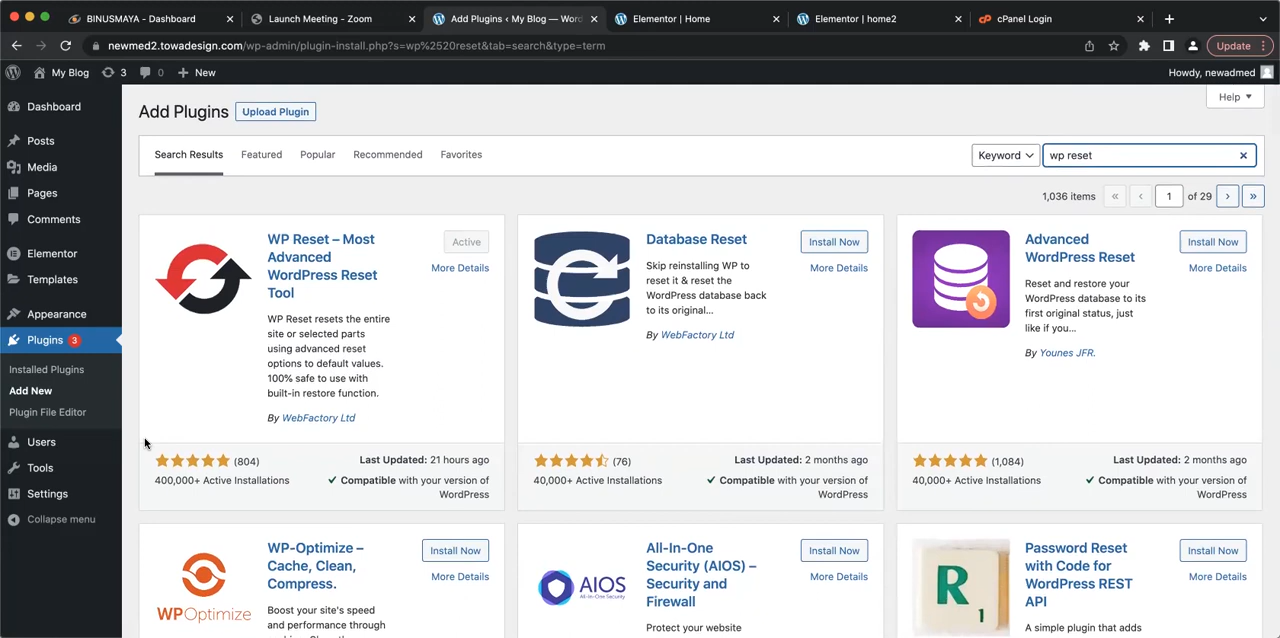 BINUSMAYA - Dashboard
Launch Meeting - Zoom
Add Plugins ‹ My Blog — Word
Elementor | Home
Elementor | home2
cPanel Login
newmed2.towadesign.com/wp-admin/plugin-install.php?s=wp%2520reset&tab=search&type=term
Update
My Blog 3 0 New
Howdy, newadmed
Dashboard
Posts
Media
Pages
Comments
Elementor
Templates
Appearance
Plugins 3
Installed Plugins
Add New
Plugin File Editor
Users
Tools
Settings
Collapse menu
Help
Add Plugins Upload Plugin
Search Results Featured Popular Recommended Favorites
Keyword wp reset
1,036 items « ‹ 1 of 29 › »
WP Reset – Most
Advanced
WordPress Reset
Tool
Active
More Details
WP Reset resets the entire
site or selected parts
using advanced reset
options to default values.
100% safe to use with
built-in restore function.
By WebFactory Ltd
(804)
400,000+ Active Installations
Last Updated: 21 hours ago
Compatible with your version of
WordPress
Database Reset
Install Now
More Details
Skip reinstalling WP to
reset it & reset the
WordPress database back
to its original...
By WebFactory Ltd
(76)
40,000+ Active Installations
Last Updated: 2 months ago
Compatible with your version of
WordPress
Advanced
WordPress Reset
Install Now
More Details
Reset and restore your
WordPress database to its
first original status, just
like if you...
By Younes JFR.
(1,084)
40,000+ Active Installations
Last Updated: 2 months ago
Compatible with your version of
WordPress
WPOptimize
WP-Optimize –
Cache, Clean,
Compress.
Install Now
More Details
Boost your site's speed
and performance through
AIOS
All-In-One
Security (AIOS) –
Security and
Firewall
Install Now
More Details
Protect your website
R
1
Password Reset
with Code for
WordPress REST
API
Install Now
More Details
A simple plugin that adds